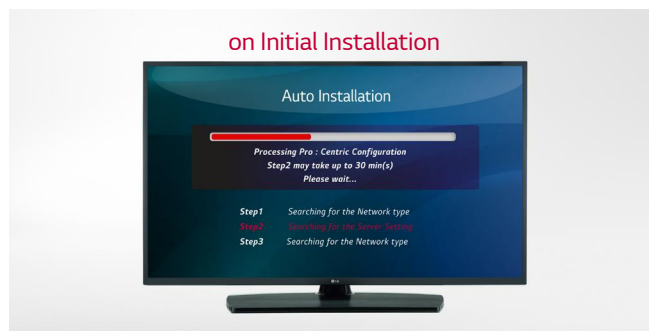 on Initial Installation
Auto Installation
Processing Pro : Centric Configuration
Step2 may take up to 30 min(s)
Please wait...
Step1 Searching for the Network type
Step2 Searching for the Server Setting
Step3 Searching for the Network type
LG